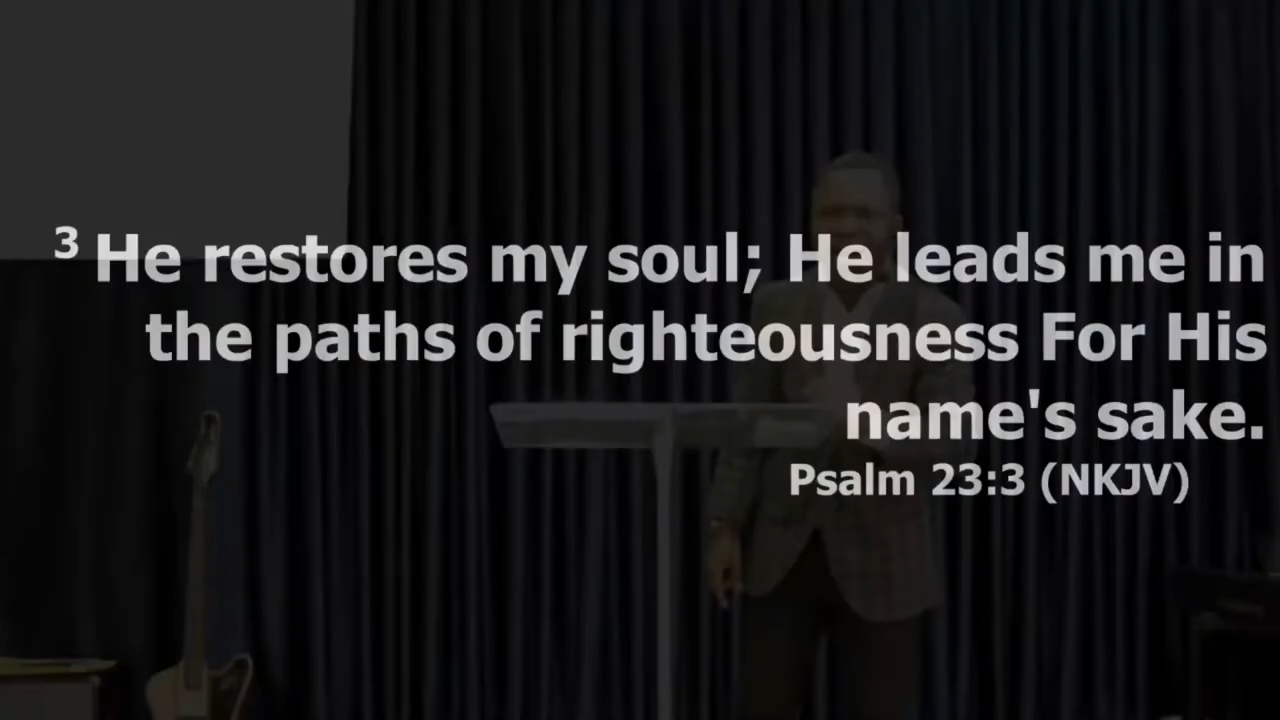 3 He restores my soul; He leads me in
the paths of righteousness For His
name's sake.
Psalm 23:3 (NKJV)